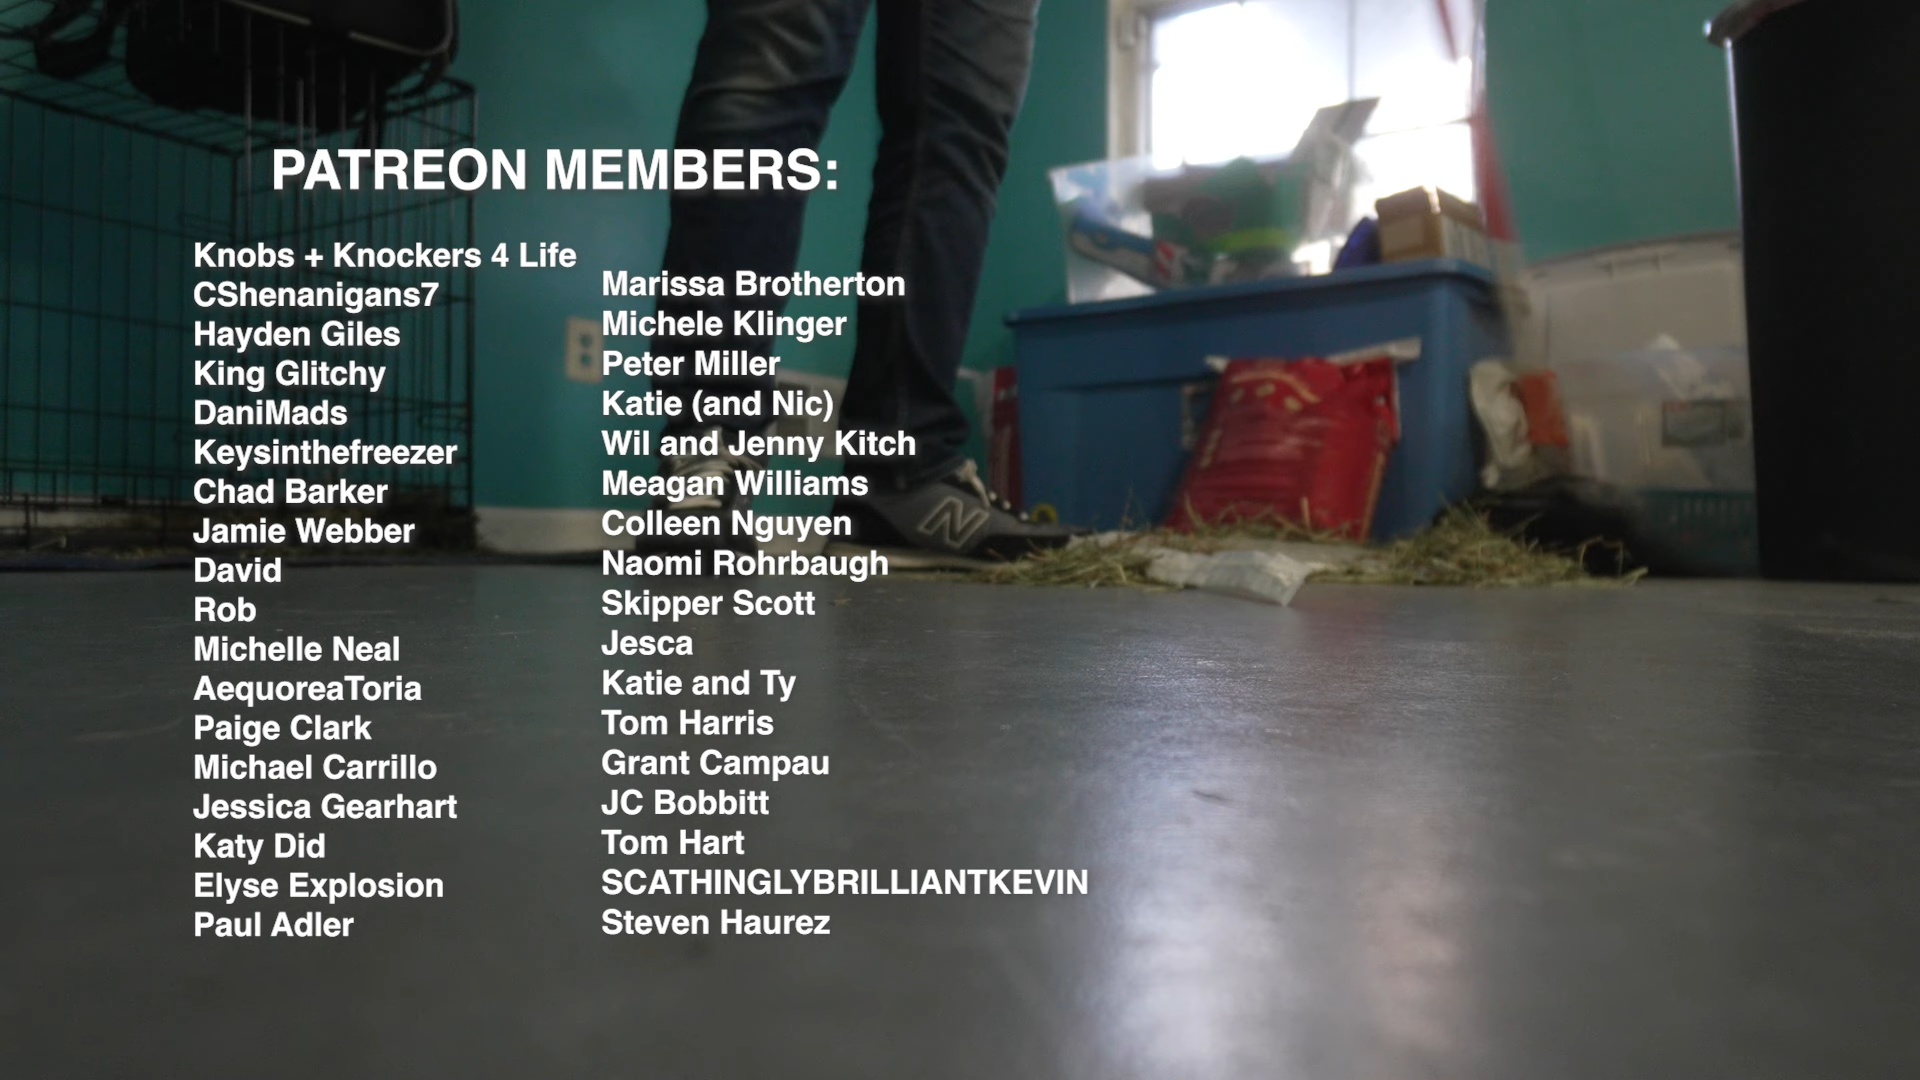 PATREON MEMBERS:
Knobs + Knockers 4 Life
CShenanigans7
Hayden Giles
King Glitchy
DaniMads
Keysinthefreezer
Chad Barker
Jamie Webber
David
Rob
Michelle Neal
AequoreaToria
Paige Clark
Michael Carrillo
Jessica Gearhart
Katy Did
Elyse Explosion
Paul Adler
Marissa Brotherton
Michele Klinger
Peter Miller
Katie (and Nic)
Wil and Jenny Kitch
Meagan Williams
Colleen Nguyen
Naomi Rohrbaugh
Skipper Scott
Jesca
Katie and Ty
Tom Harris
Grant Campau
JC Bobbitt
Tom Hart
SCATHINGLYBRILLIANTKEVIN
Steven Haurez
N